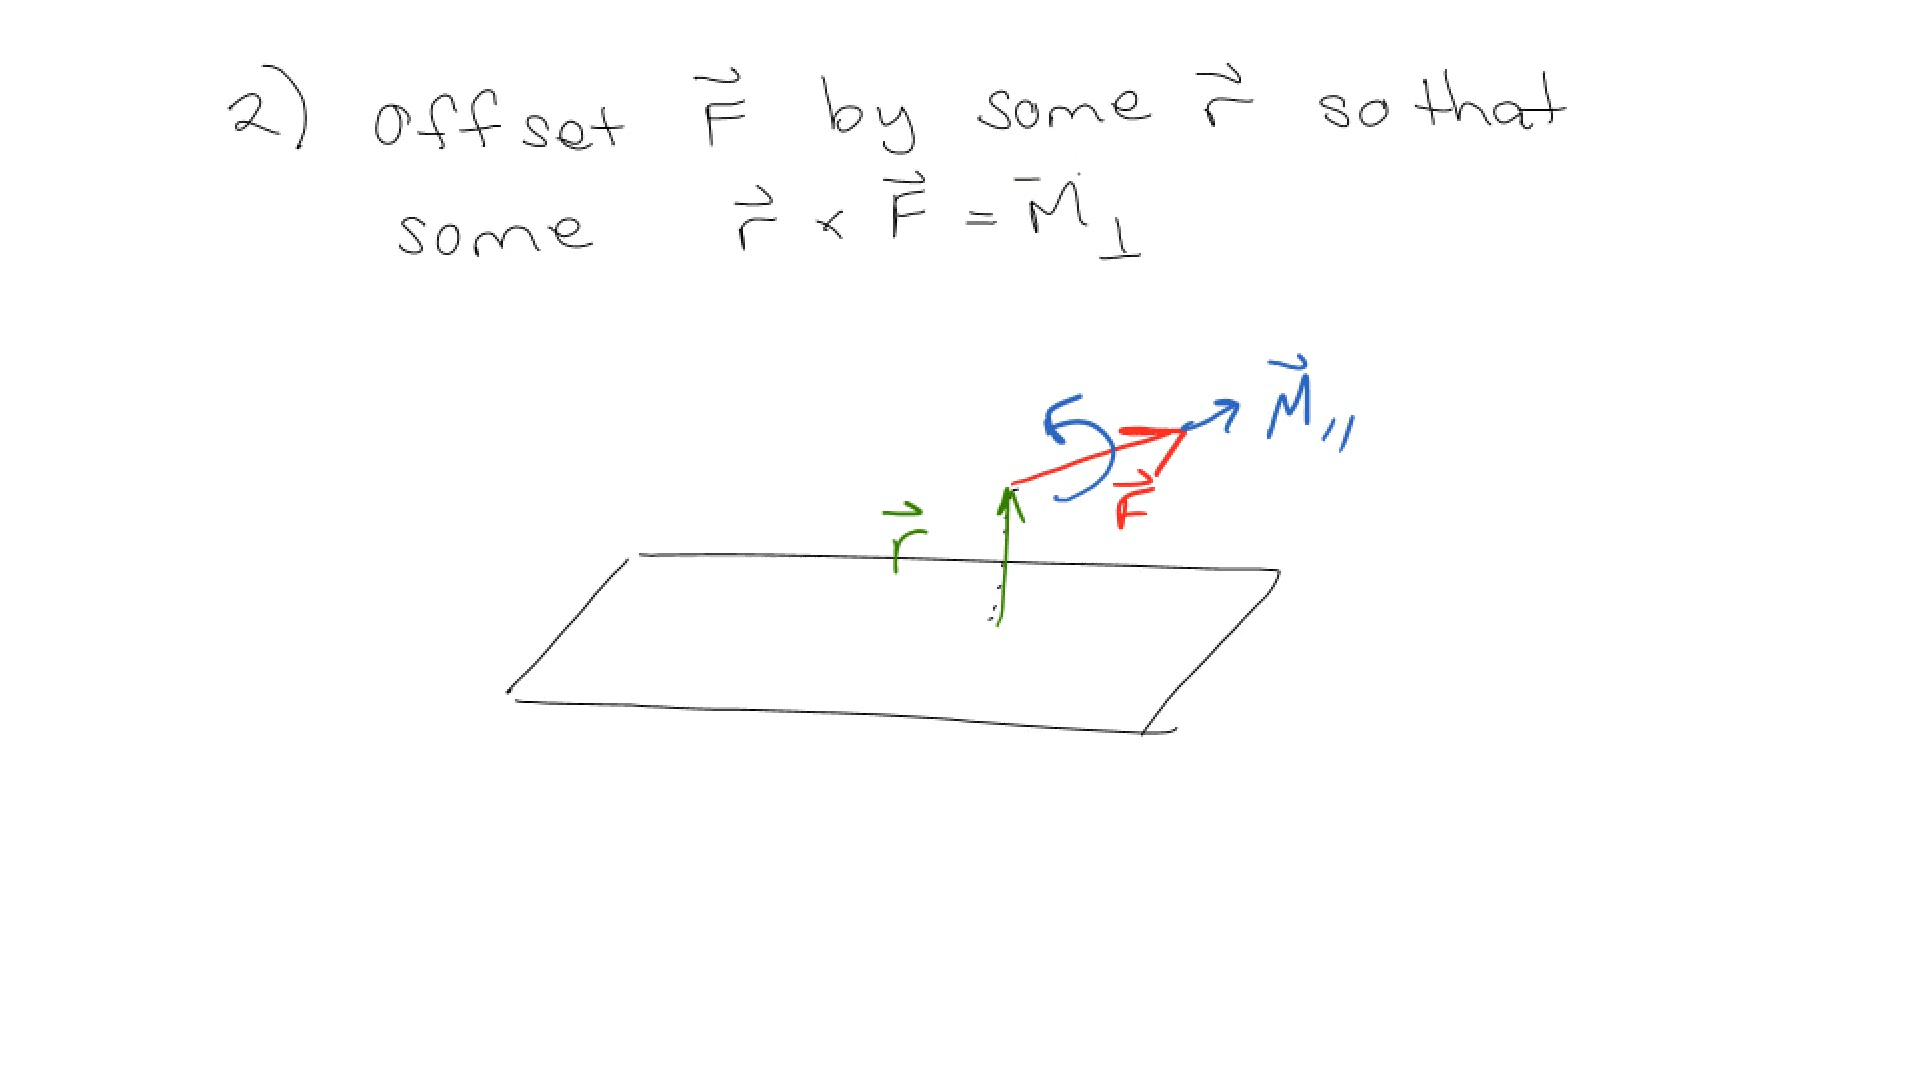 2) offset F⃗ by some r⃗ so that
some r⃗ × F⃗ = M̄⊥
M⃗//
F⃗
r⃗